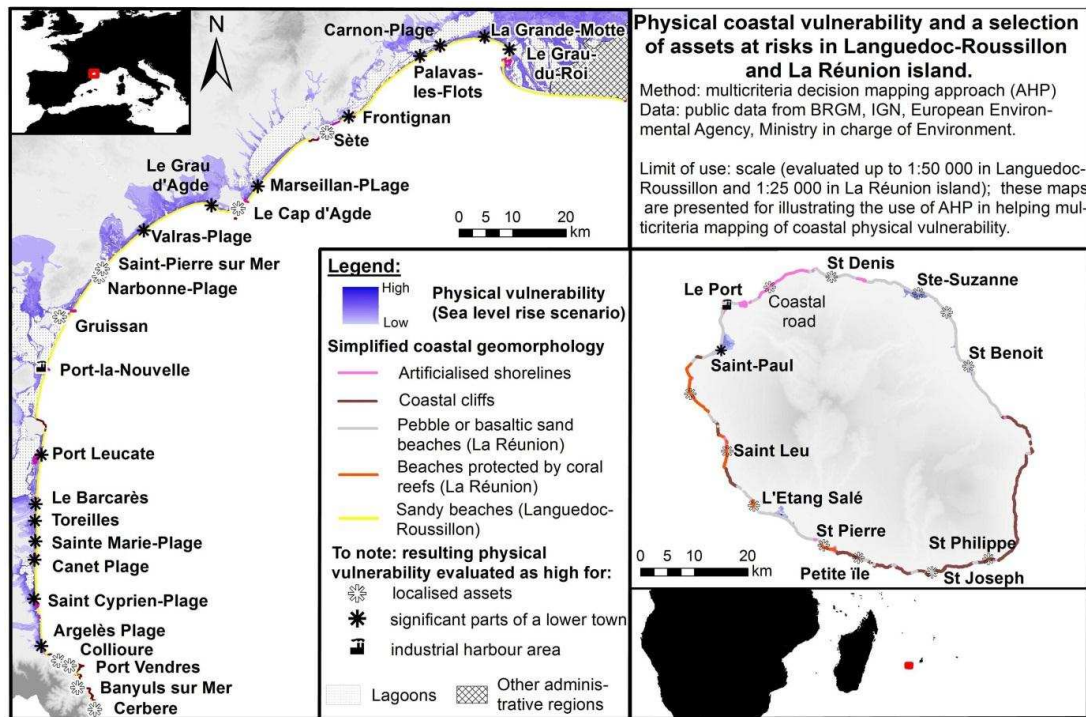 Physical coastal vulnerability and a selection
of assets at risks in Languedoc-Roussillon
and La Réunion island.
Method: multicriteria decision mapping approach (AHP)
Data: public data from BRGM, IGN, European Environ-
mental Agency, Ministry in charge of Environment.
Limit of use: scale (evaluated up to 1:50 000 in Languedoc-
Roussillon and 1:25 000 in La Réunion island); these maps
are presented for illustrating the use of AHP in helping mul-
ticriteria mapping of coastal physical vulnerability.
N
Carnon-Plage
La Grande-Motte
Le Grau-
du-Roi
Palavas-
les-Flots
Frontignan
Sète
Le Grau
d'Agde
Marseillan-PLage
Le Cap d'Agde
Valras-Plage
0 5 10 20
km
Saint-Pierre sur Mer
Narbonne-Plage
Gruissan
Port-la-Nouvelle
Port Leucate
Le Barcarès
Toreilles
Sainte Marie-Plage
Canet Plage
Saint Cyprien-Plage
Argelès Plage
Collioure
Port Vendres
Banyuls sur Mer
Cerbere
Legend:
High
Low
Physical vulnerability
(Sea level rise scenario)
Simplified coastal geomorphology
Artificialised shorelines
Coastal cliffs
Pebble or basaltic sand
beaches (La Réunion)
Beaches protected by coral
reefs (La Réunion)
Sandy beaches (Languedoc-
Roussillon)
To note: resulting physical
vulnerability evaluated as high for:
localised assets
significant parts of a lower town
industrial harbour area
Lagoons
Other adminis-
trative regions
St Denis
Le Port
Ste-Suzanne
Coastal
road
Saint-Paul
St Benoit
Saint Leu
L'Etang Salé
St Pierre
St Philippe
Petite île
St Joseph
0 5 10 20
km